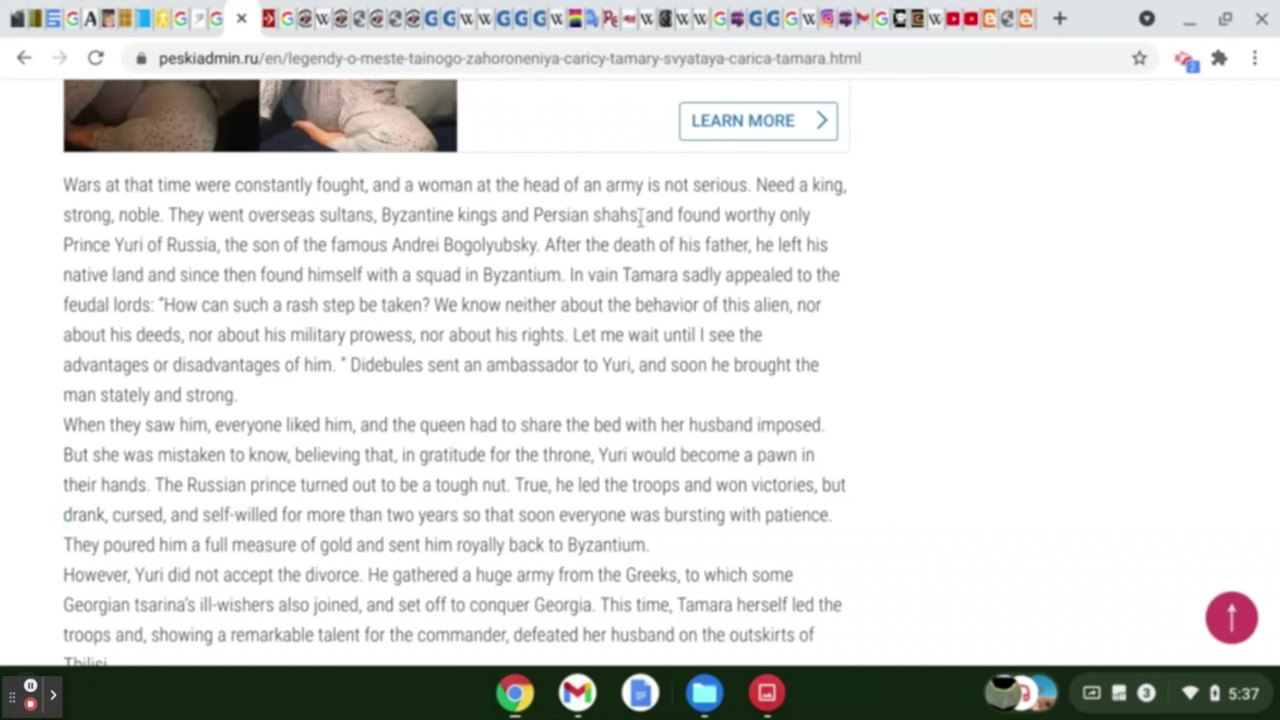 peskiadmin.ru/en/legendy-o-meste-tainogo-zahoroneniya-caricy-tamary-svyataya-carica-tamara.html
LEARN MORE
Wars at that time were constantly fought, and a woman at the head of an army is not serious. Need a king,
strong, noble. They went overseas sultans, Byzantine kings and Persian shahs, and found worthy only
Prince Yuri of Russia, the son of the famous Andrei Bogolyubsky. After the death of his father, he left his
native land and since then found himself with a squad in Byzantium. In vain Tamara sadly appealed to the
feudal lords: “How can such a rash step be taken? We know neither about the behavior of this alien, nor
about his deeds, nor about his military prowess, nor about his rights. Let me wait until I see the
advantages or disadvantages of him. ” Didebules sent an ambassador to Yuri, and soon he brought the
man stately and strong.
When they saw him, everyone liked him, and the queen had to share the bed with her husband imposed.
But she was mistaken to know, believing that, in gratitude for the throne, Yuri would become a pawn in
their hands. The Russian prince turned out to be a tough nut. True, he led the troops and won victories, but
drank, cursed, and self-willed for more than two years so that soon everyone was bursting with patience.
They poured him a full measure of gold and sent him royally back to Byzantium.
However, Yuri did not accept the divorce. He gathered a huge army from the Greeks, to which some
Georgian tsarina’s ill-wishers also joined, and set off to conquer Georgia. This time, Tamara herself led the
troops and, showing a remarkable talent for the commander, defeated her husband on the outskirts of
Tbilisi.
3 5:37